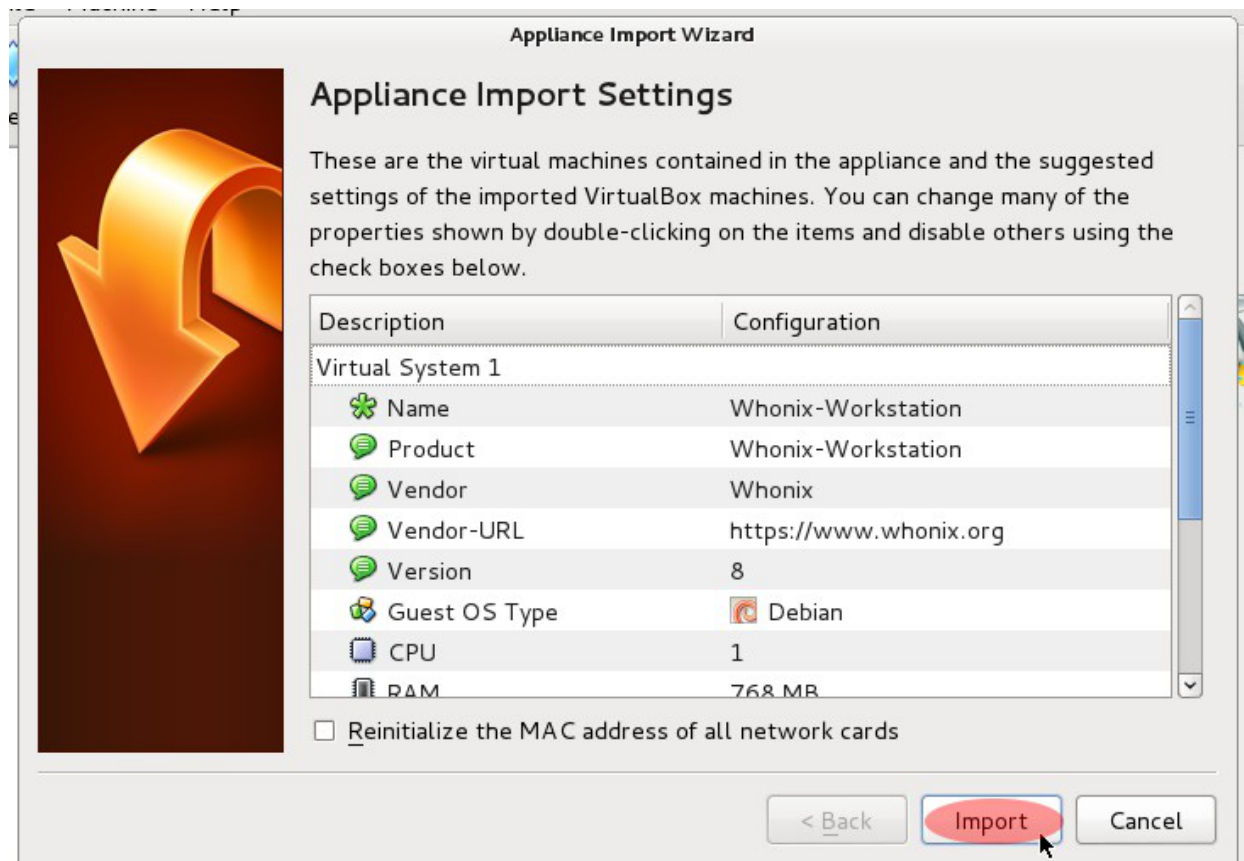 Appliance Import Wizard
Appliance Import Settings
These are the virtual machines contained in the appliance and the suggested
settings of the imported VirtualBox machines. You can change many of the
properties shown by double-clicking on the items and disable others using the
check boxes below.
Description Configuration
Virtual System 1
Name Whonix-Workstation
Product Whonix-Workstation
Vendor Whonix
Vendor-URL https://www.whonix.org
Version 8
Guest OS Type Debian
CPU 1
RAM 768 MB
Reinitialize the MAC address of all network cards
< Back Import Cancel